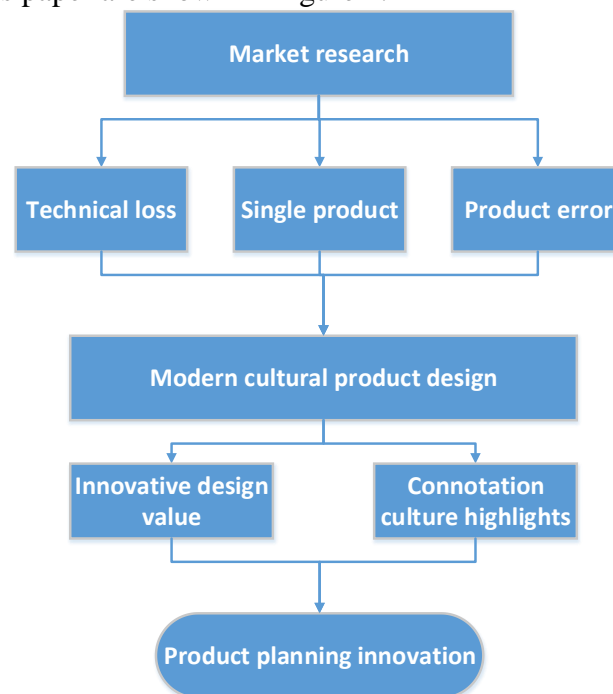 Market research
Technical loss
Single product
Product error
Modern cultural product design
Innovative design
value
Connotation
culture highlights
Product planning innovation